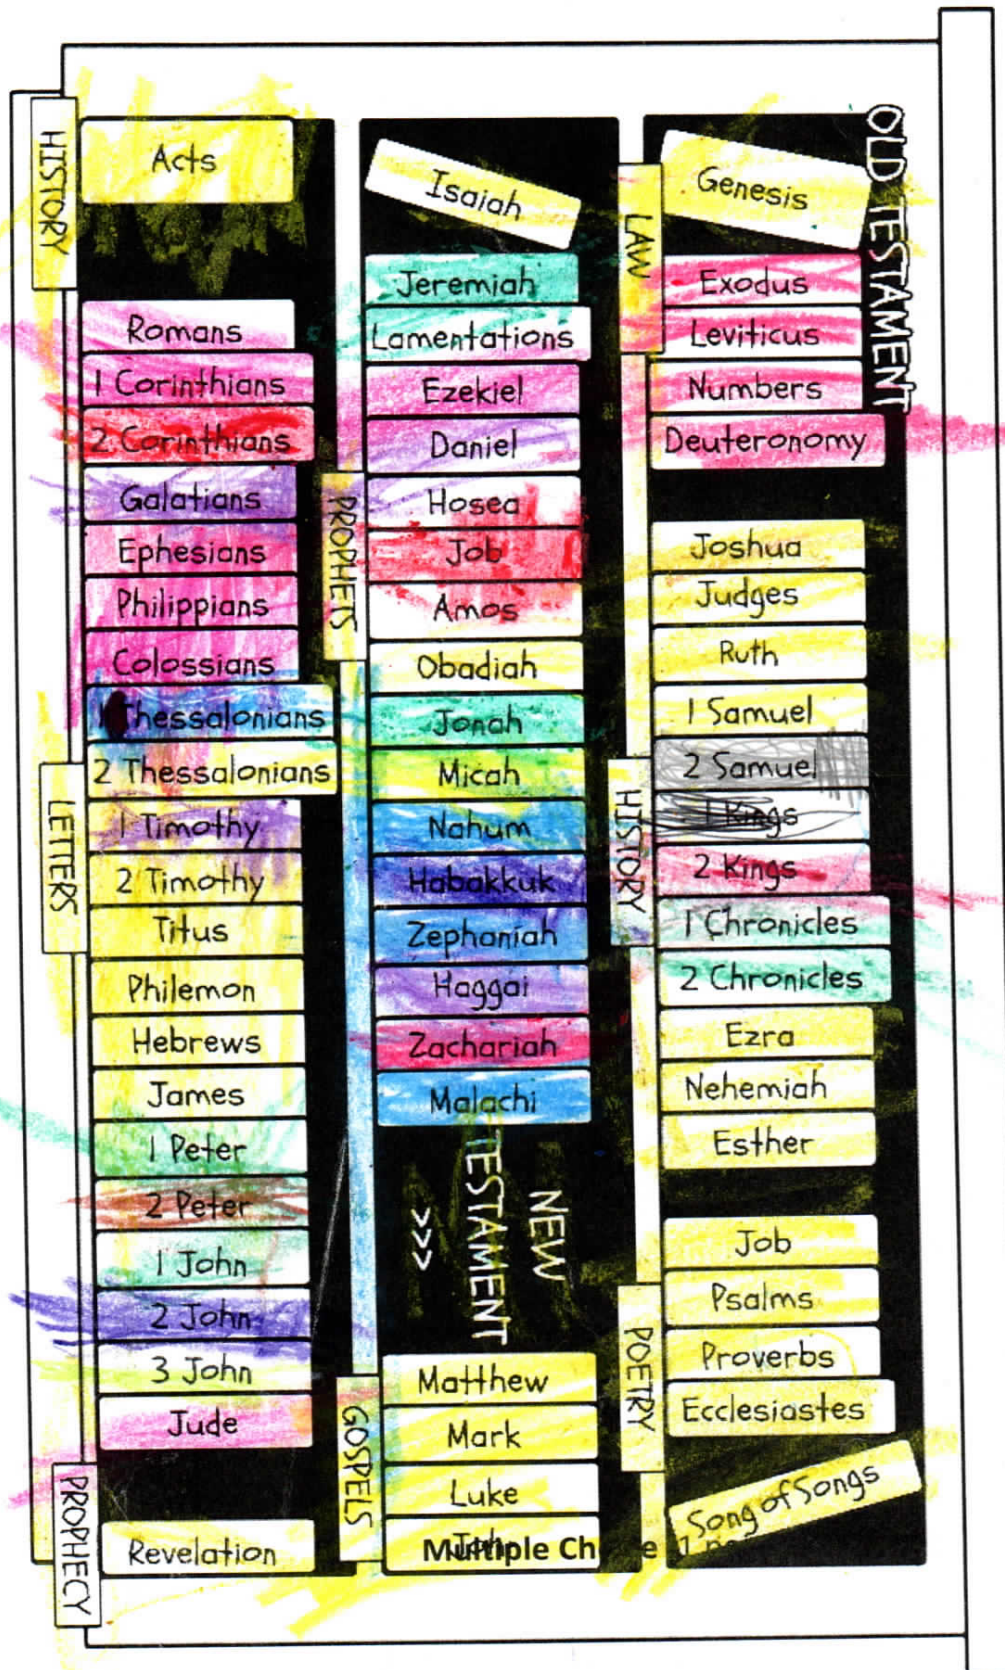 OLD TESTAMENT
LAW
Genesis
Exodus
Leviticus
Numbers
Deuteronomy
HISTORY
Joshua
Judges
Ruth
1 Samuel
2 Samuel
1 Kings
2 Kings
1 Chronicles
2 Chronicles
Ezra
Nehemiah
Esther
POETRY
Job
Psalms
Proverbs
Ecclesiastes
Song of Songs
PROPHETS
Isaiah
Jeremiah
Lamentations
Ezekiel
Daniel
Hosea
Job
Amos
Obadiah
Jonah
Micah
Nahum
Habakkuk
Zephaniah
Haggai
Zachariah
Malachi
NEW
TESTAMENT
>>>
GOSPELS
Matthew
Mark
Luke
Multiple
HISTORY
Acts
LETTERS
Romans
1 Corinthians
2 Corinthians
Galatians
Ephesians
Philippians
Colossians
1 Thessalonians
2 Thessalonians
1 Timothy
2 Timothy
Titus
Philemon
Hebrews
James
1 Peter
2 Peter
1 John
2 John
3 John
Jude
PROPHECY
Revelation